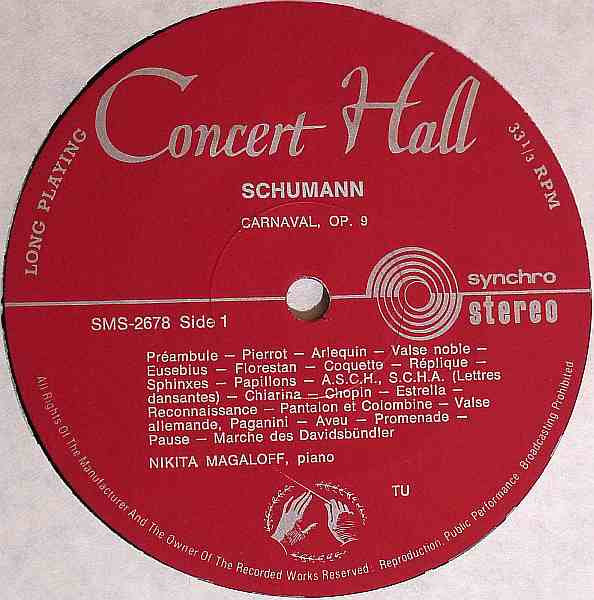 Concert Hall
LONG PLAYING
33 1/3 RPM
SCHUMANN
CARNAVAL, OP. 9
synchro
stereo
SMS-2678 Side 1
Préambule – Pierrot – Arlequin – Valse noble –
Eusebius – Florestan – Coquette – Réplique –
Sphinxes – Papillons – A.S.C.H., S.C.H.A. (Lettres
dansantes) – Chiarina – Chopin – Estrella –
Reconnaissance – Pantalon et Colombine – Valse
allemande, Paganini – Aveu – Promenade –
Pause – Marche des Davidsbündler
NIKITA MAGALOFF, piano
TU
All Rights Of The Manufacturer And The Owner Of The Recorded Works Reserved. Reproduction, Public Performance, Broadcasting Prohibited